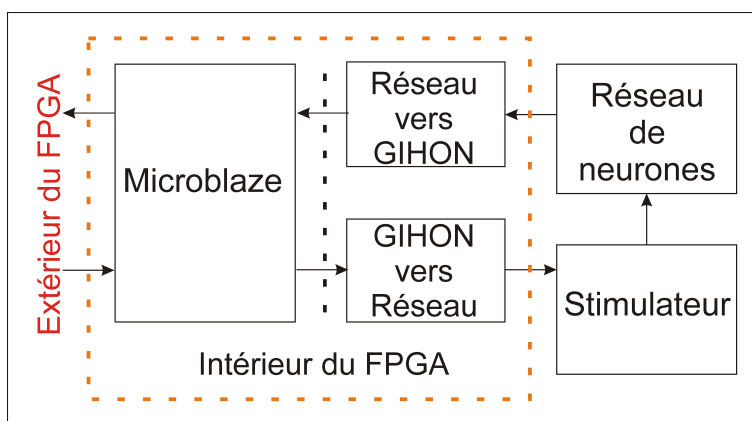 Extérieur du FPGA
Microblaze
Réseau
vers
GIHON
GIHON
vers
Réseau
Réseau
de
neurones
Stimulateur
Intérieur du FPGA